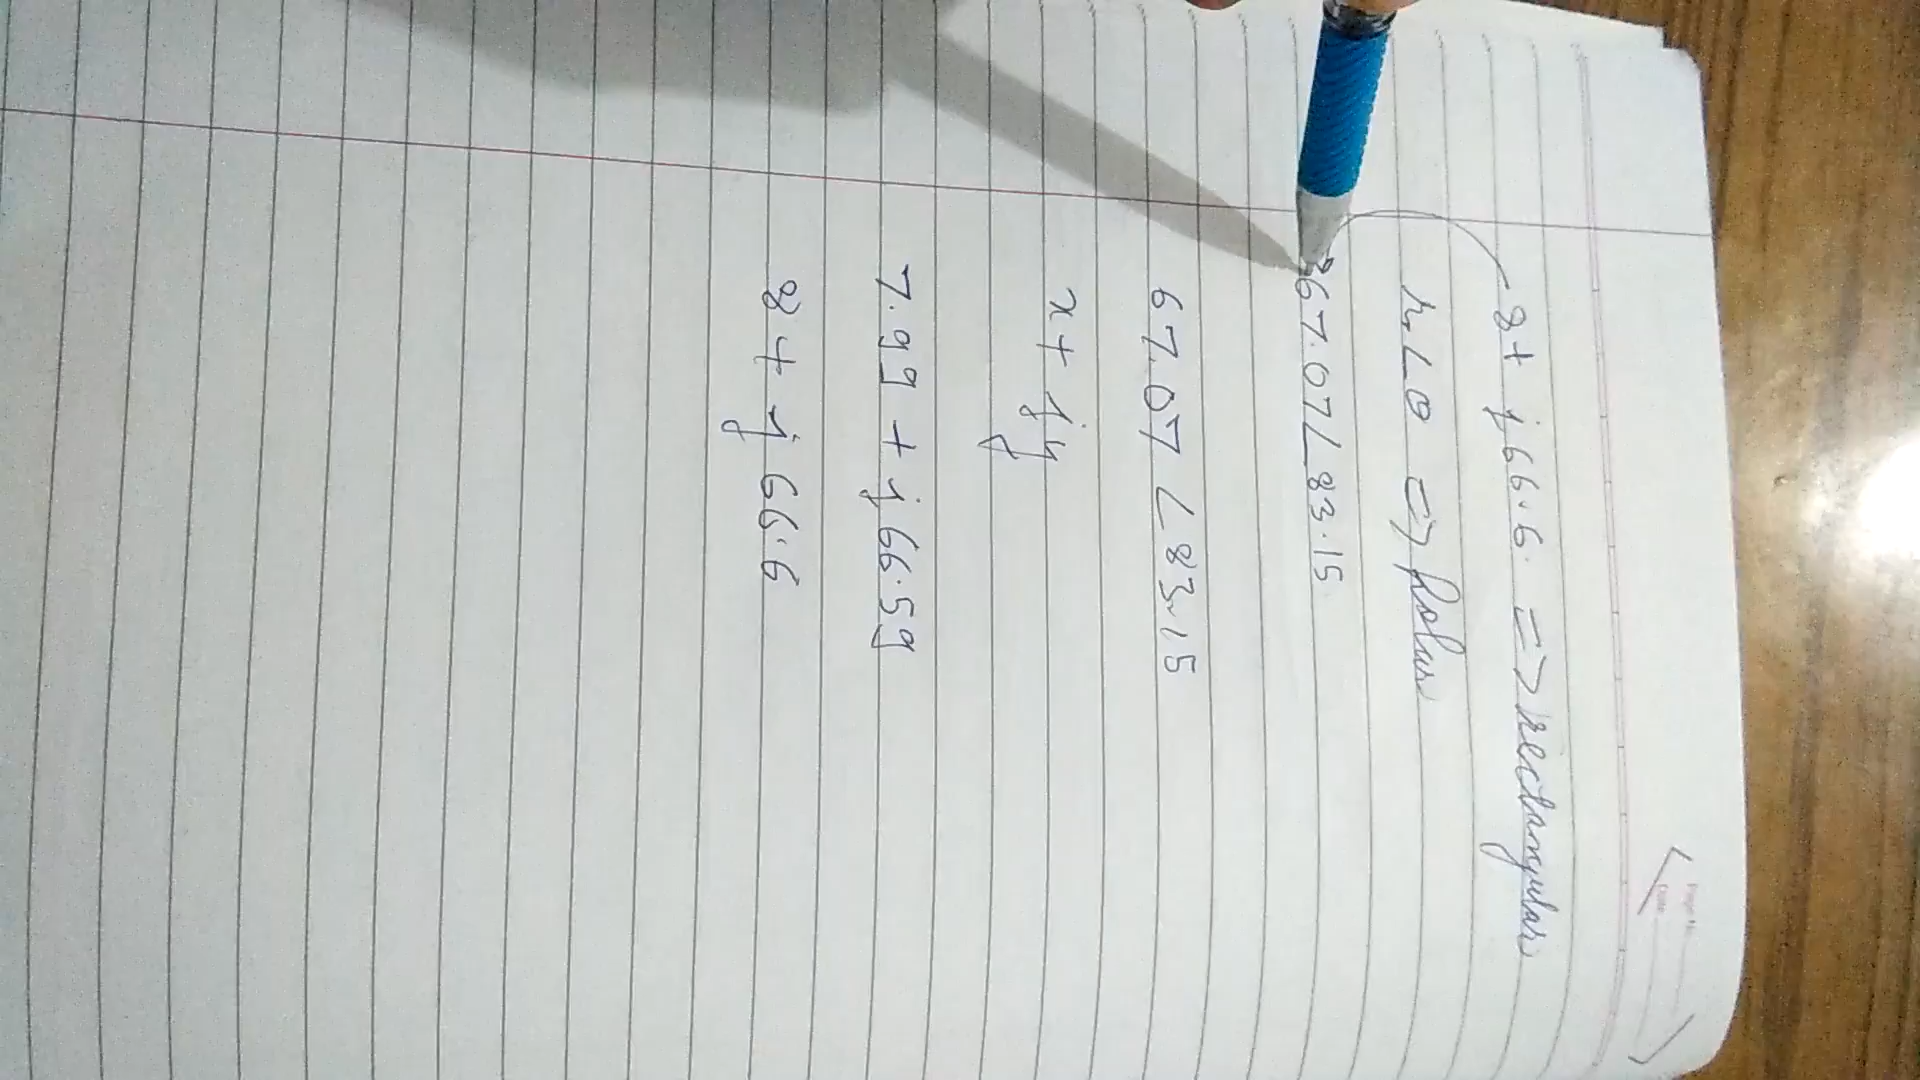 8+ j66.6. => rectangular
r∠θ => Polar
67.07∠83.15
67.07 ∠83.15
x+jy
7.99 + j66.59
8 + j 66.6